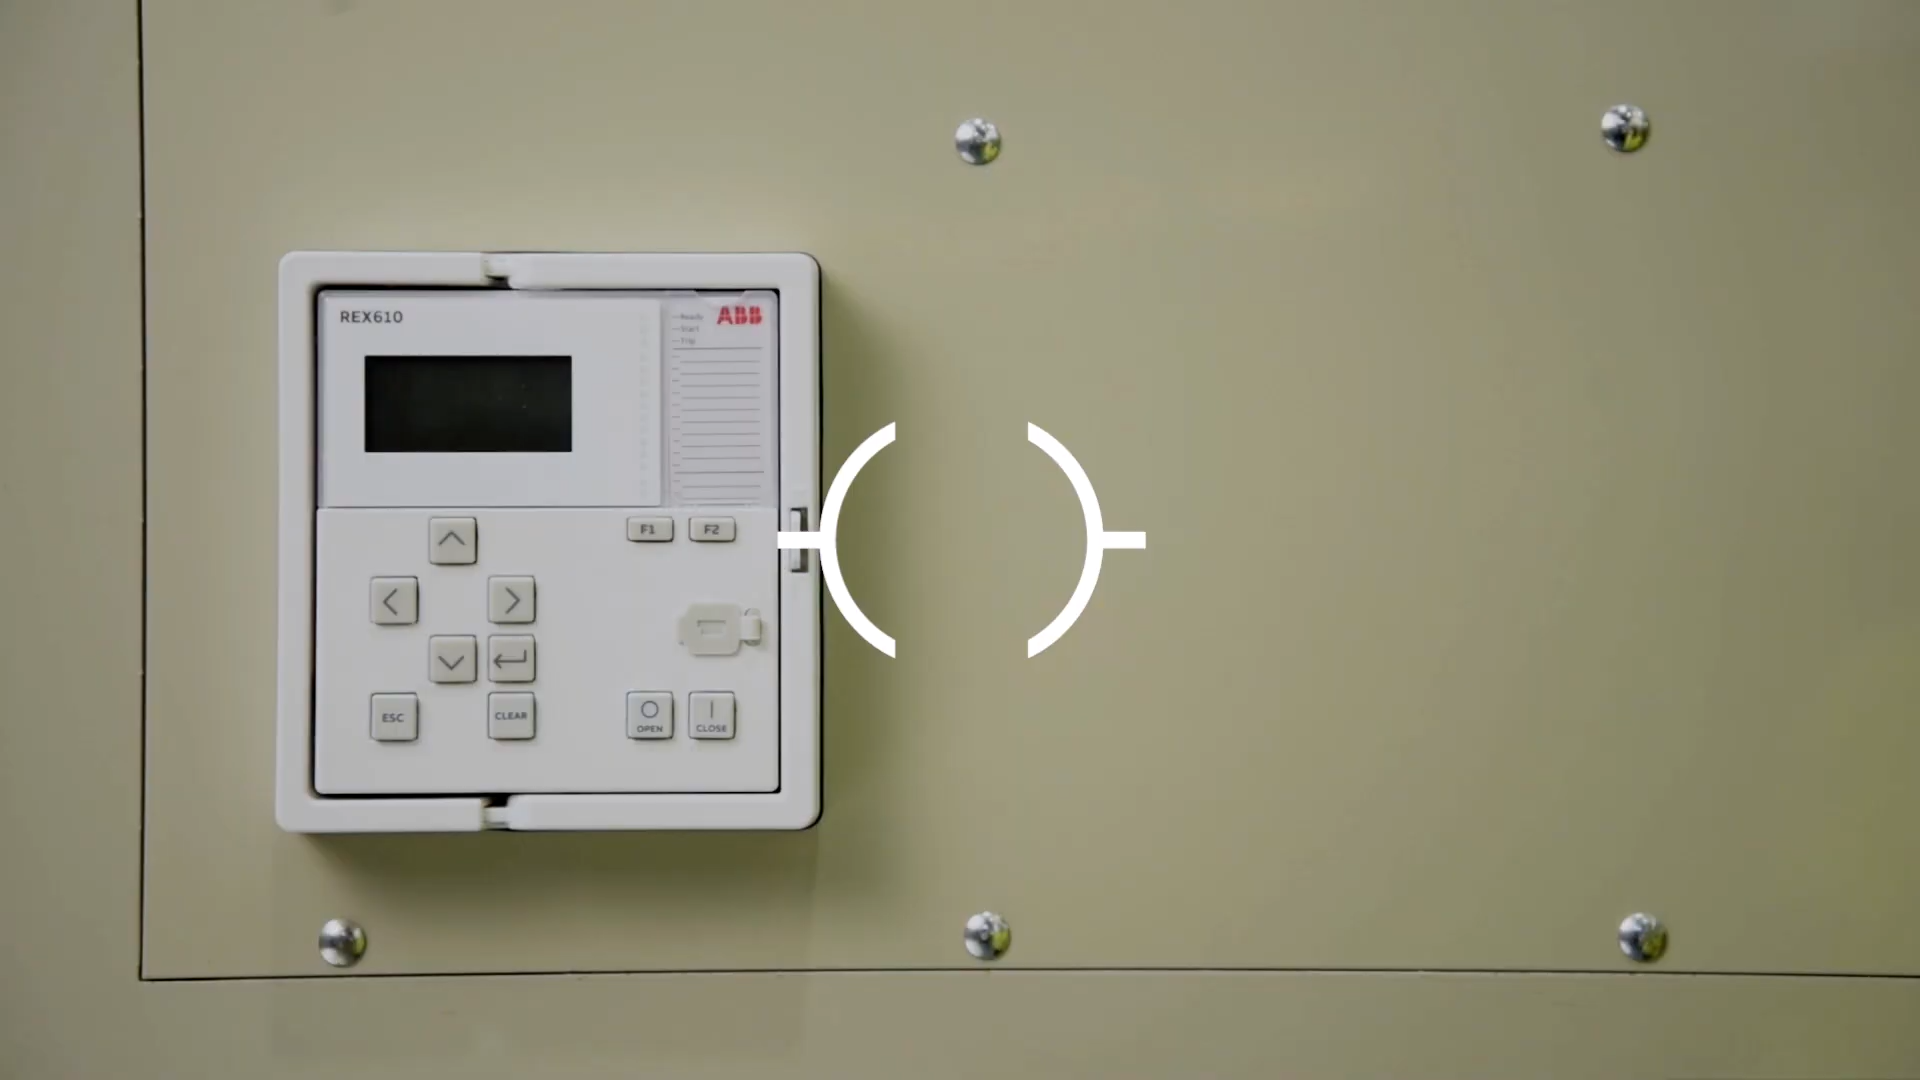 REX610
ABB
Ready
Start
Trip
F1
F2
ESC
CLEAR
OPEN
CLOSE